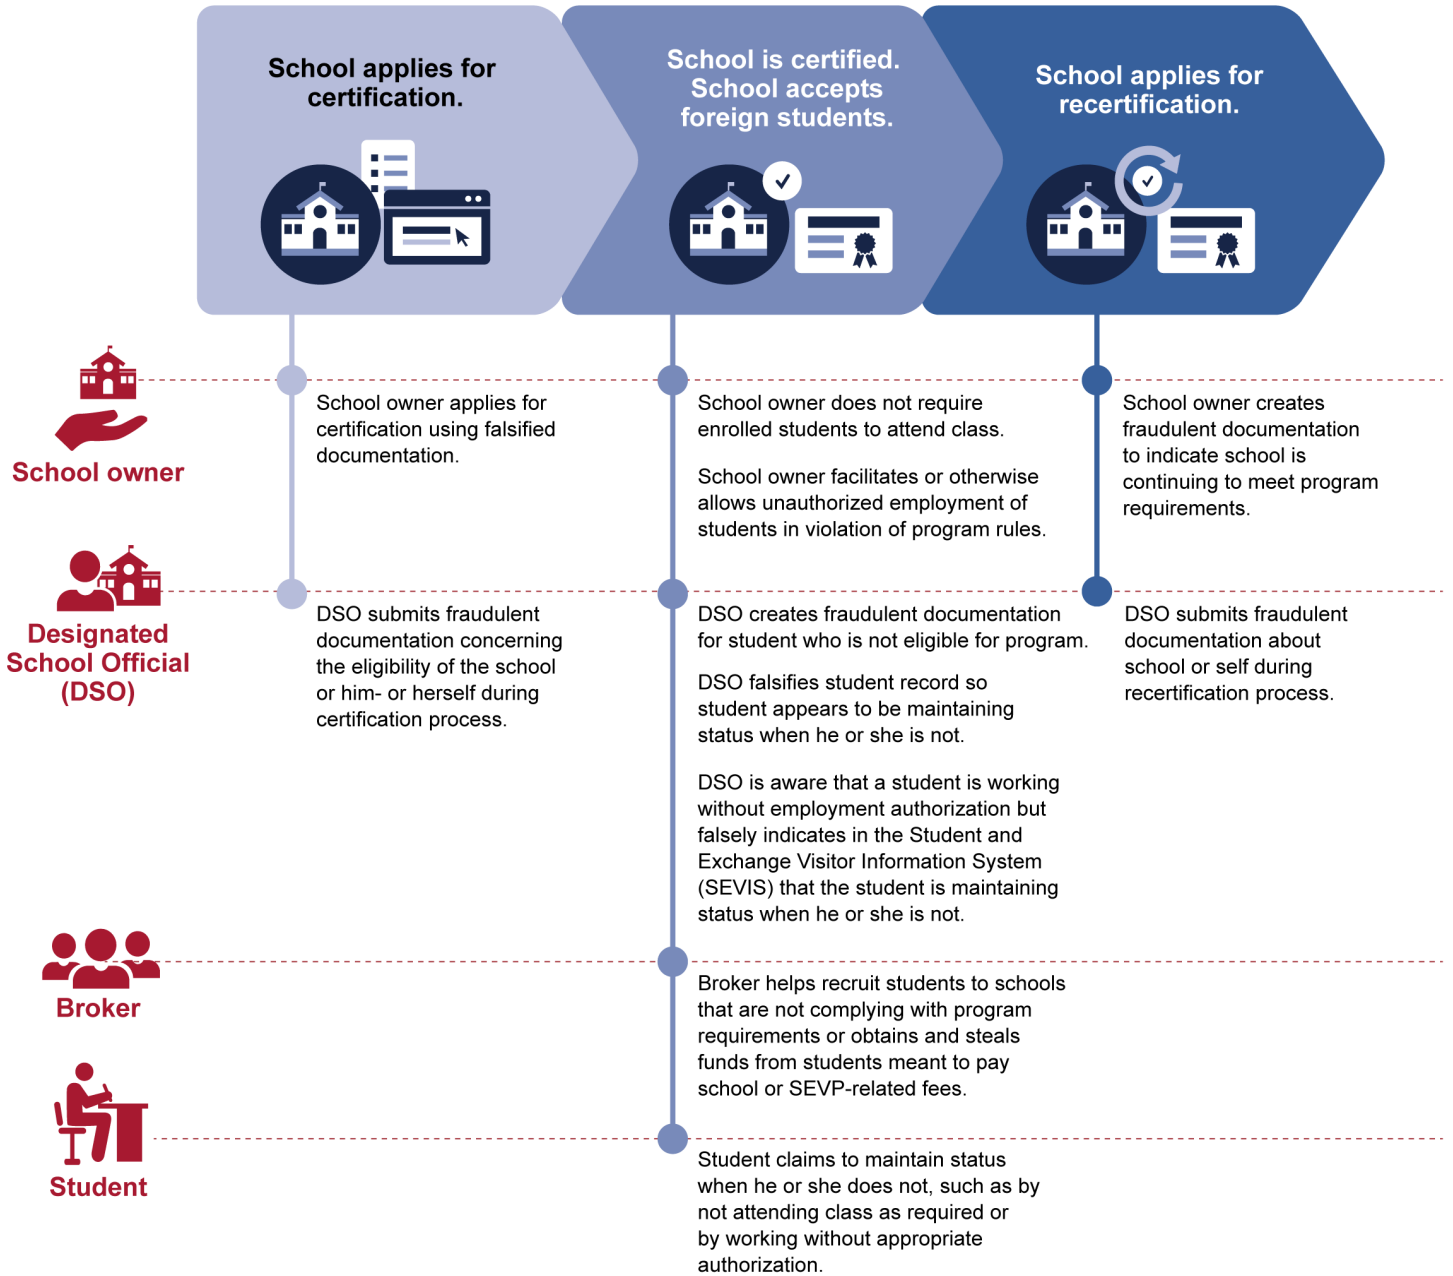 School applies for
certification.
School is certified.
School accepts
foreign students.
School applies for
recertification.
School owner
School owner applies for
certification using falsified
documentation.
School owner does not require
enrolled students to attend class.
School owner facilitates or otherwise
allows unauthorized employment of
students in violation of program rules.
School owner creates
fraudulent documentation
to indicate school is
continuing to meet program
requirements.
Designated
School Official
(DSO)
DSO submits fraudulent
documentation concerning
the eligibility of the school
or him- or herself during
certification process.
DSO creates fraudulent documentation
for student who is not eligible for program.
DSO falsifies student record so
student appears to be maintaining
status when he or she is not.
DSO is aware that a student is working
without employment authorization but
falsely indicates in the Student and
Exchange Visitor Information System
(SEVIS) that the student is maintaining
status when he or she is not.
DSO submits fraudulent
documentation about
school or self during
recertification process.
Broker
Broker helps recruit students to schools
that are not complying with program
requirements or obtains and steals
funds from students meant to pay
school or SEVP-related fees.
Student
Student claims to maintain status
when he or she does not, such as by
not attending class as required or
by working without appropriate
authorization.